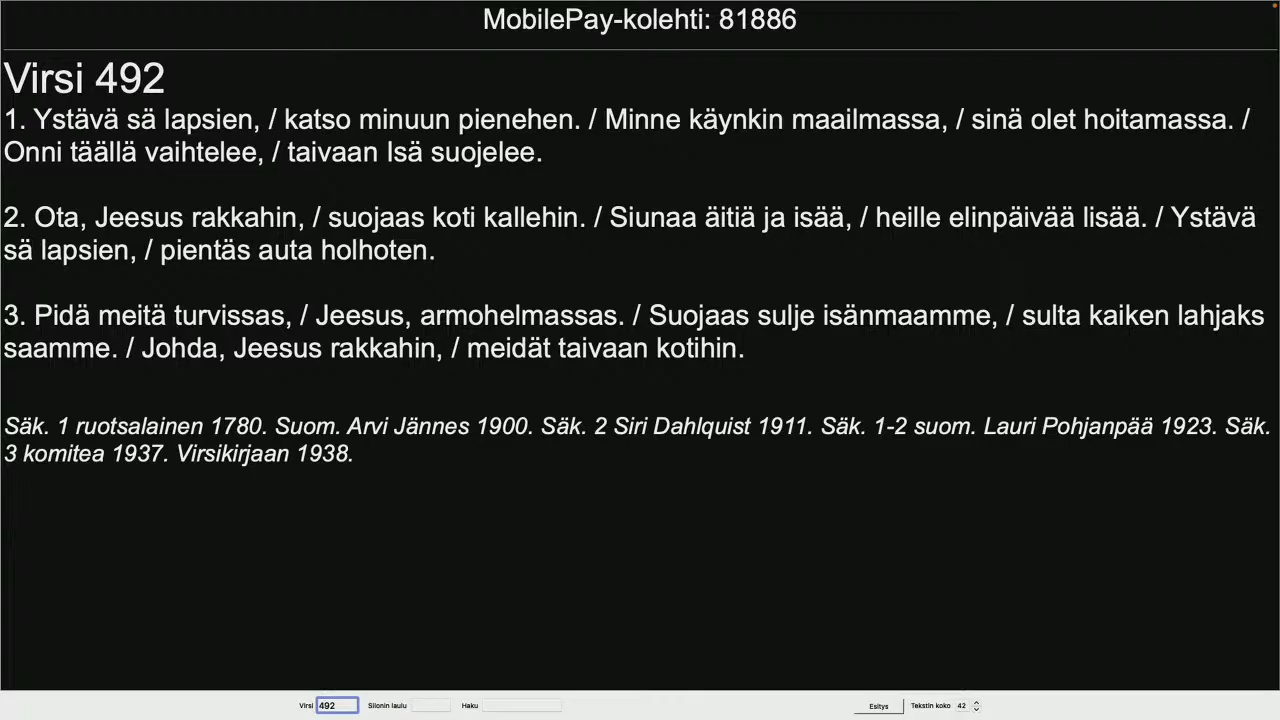 MobilePay-kolehti: 81886
Virsi 492
1. Ystävä sä lapsien, / katso minuun pienehen. / Minne käynkin maailmassa, / sinä olet hoitamassa. /
Onni täällä vaihtelee, / taivaan Isä suojelee.
2. Ota, Jeesus rakkahin, / suojaas koti kallehin. / Siunaa äitiä ja isää, / heille elinpäivää lisää. / Ystävä
sä lapsien, / pientäs auta holhoten.
3. Pidä meitä turvissas, / Jeesus, armohelmassas. / Suojaas sulje isänmaamme, / sulta kaiken lahjaks
saamme. / Johda, Jeesus rakkahin, / meidät taivaan kotihin.
Säk. 1 ruotsalainen 1780. Suom. Arvi Jännes 1900. Säk. 2 Siri Dahlquist 1911. Säk. 1-2 suom. Lauri Pohjanpää 1923. Säk.
3 komitea 1937. Virsikirjaan 1938.
Virsi 492 Siionin laulu Haku Esitys Tekstin koko 42